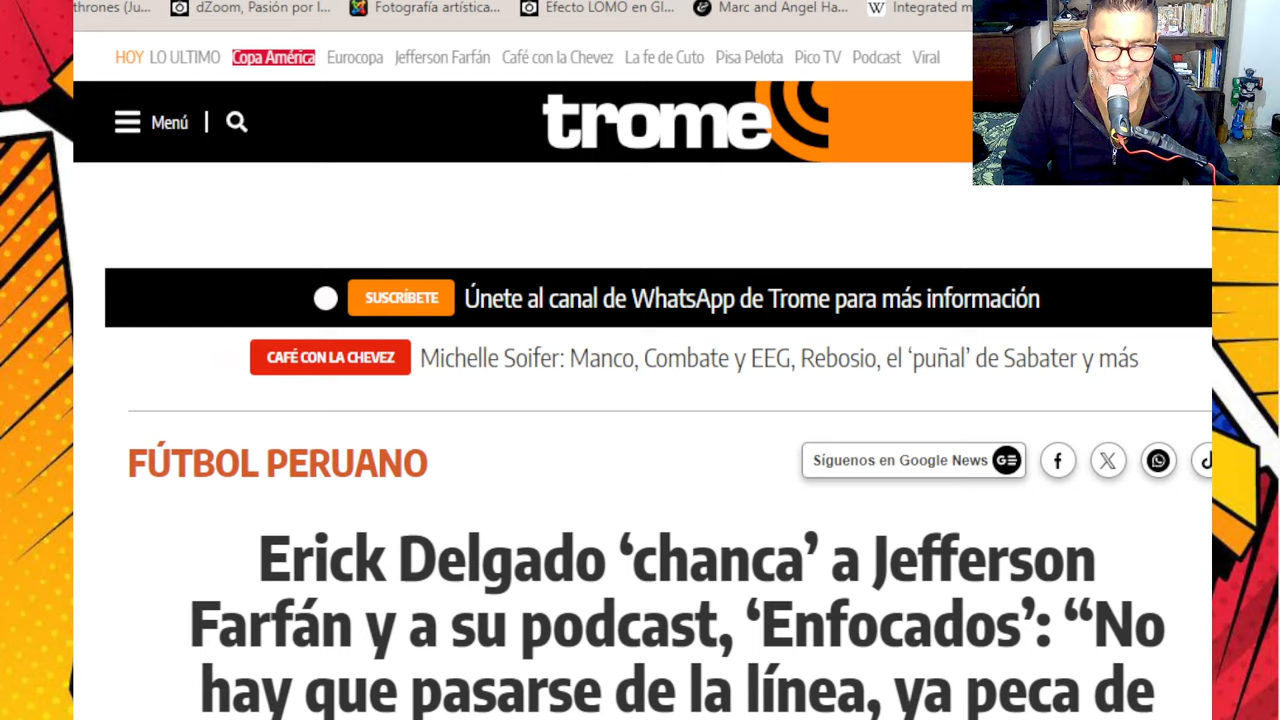 thrones (Ju...
dZoom, Pasión por l...
Fotografía artística...
Efecto LOMO en GI...
Marc and Angel Ha...
W Integrated m
HOY LO ULTIMO Copa América Eurocopa Jefferson Farfán Café con la Chevez La fe de Cuto Pisa Pelota Pico TV Podcast Viral
Menú
trome
SUSCRÍBETE Únete al canal de WhatsApp de Trome para más información
CAFÉ CON LA CHEVEZ Michelle Soifer: Manco, Combate y EEG, Rebosio, el ‘puñal’ de Sabater y más
FÚTBOL PERUANO
Síguenos en Google News
Erick Delgado ‘chanca’ a Jefferson
Farfán y a su podcast, ‘Enfocados’: “No
hay que pasarse de la línea, ya peca de